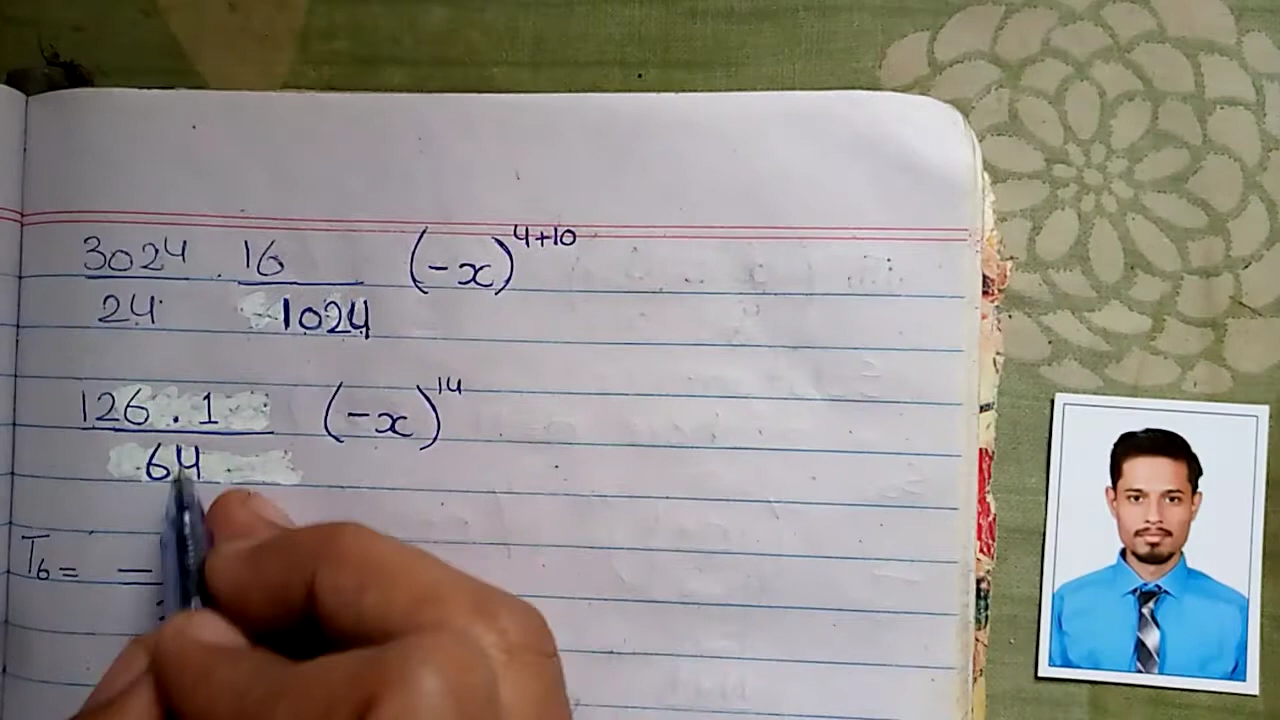 3024 . 16 (-x)^4+10
24 -1024
126 . 1 (-x)^14
64
T6 = —